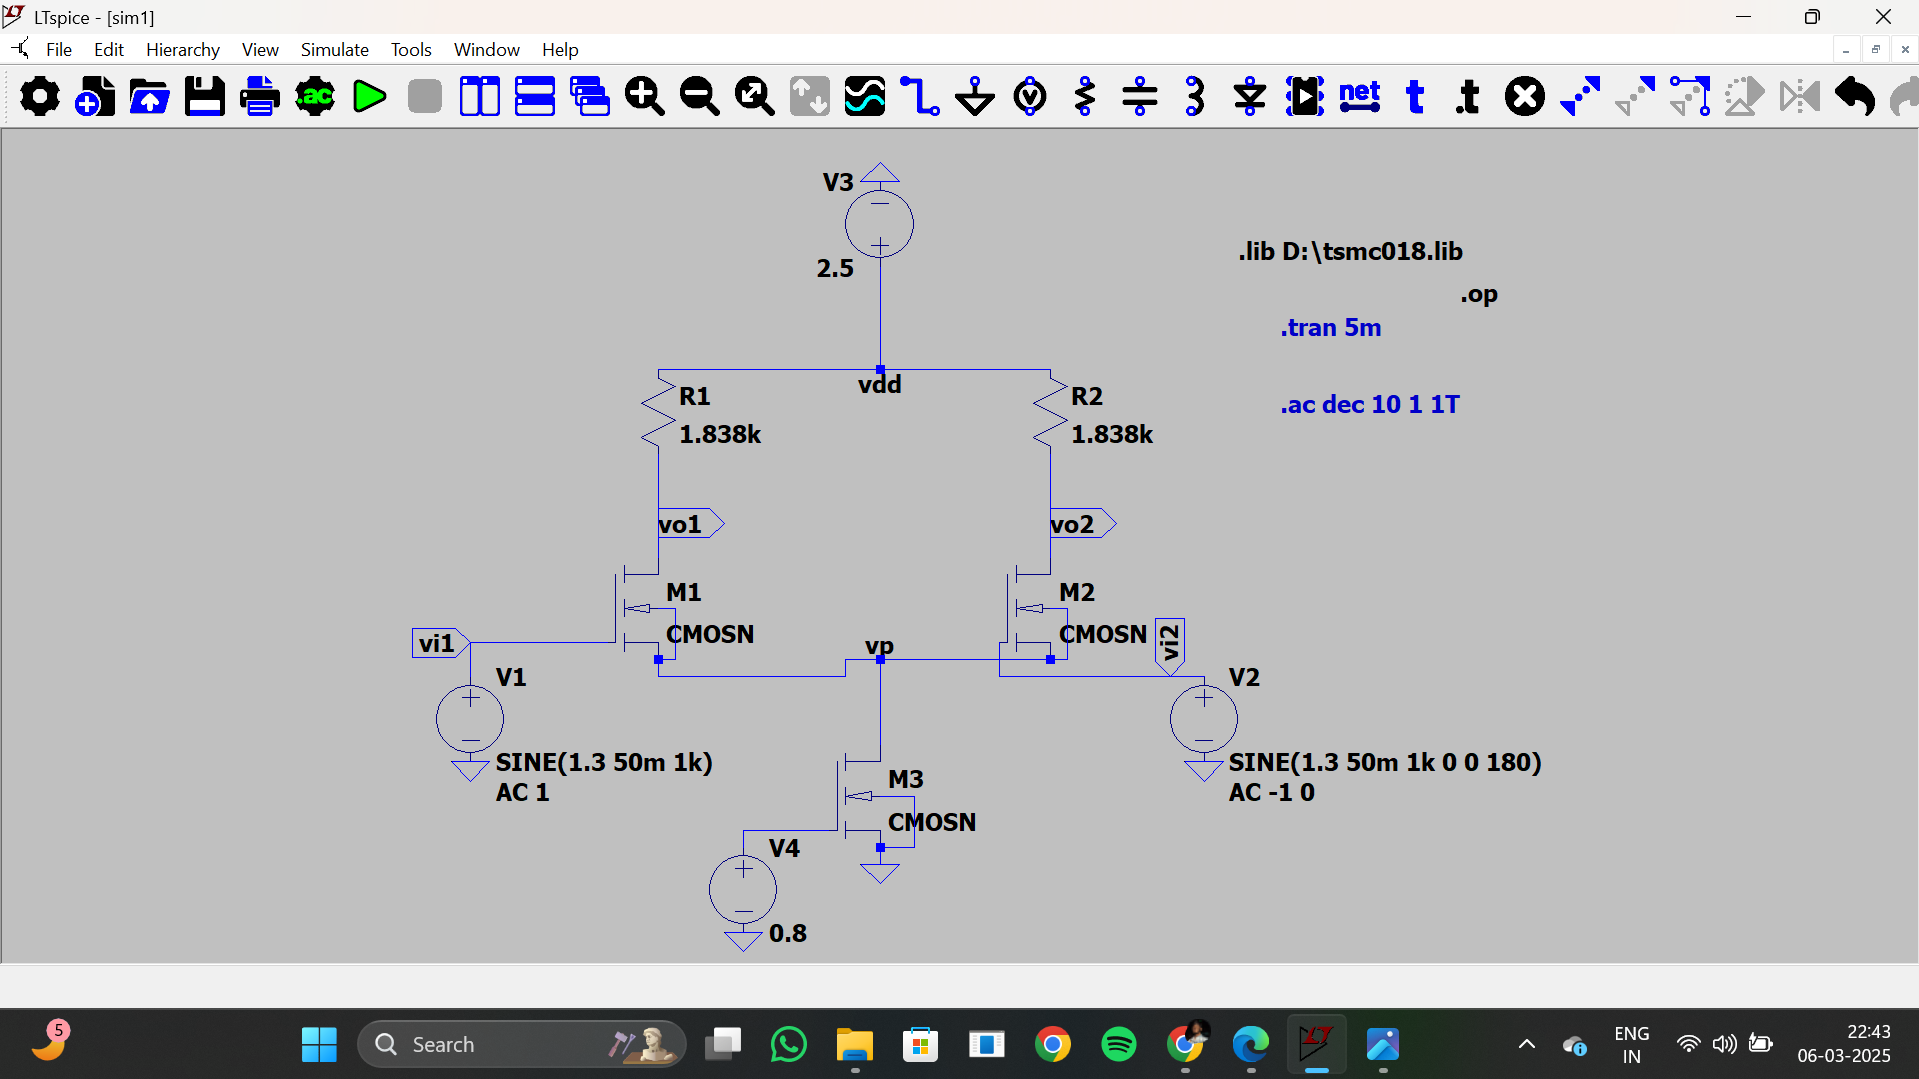 LTspice - [sim1]
File Edit Hierarchy View Simulate Tools Window Help
.ac
net
t
.t
V3
2.5
.lib D:\tsmc018.lib
.op
.tran 5m
.ac dec 10 1 1T
vdd
R1
1.838k
R2
1.838k
vo1
vo2
M1
CMOSN
M2
CMOSN
vi1
vp
vi2
V1
SINE(1.3 50m 1k)
AC 1
V2
SINE(1.3 50m 1k 0 0 180)
AC -1 0
M3
CMOSN
V4
0.8
5
Search
ENG
IN
22:43
06-03-2025